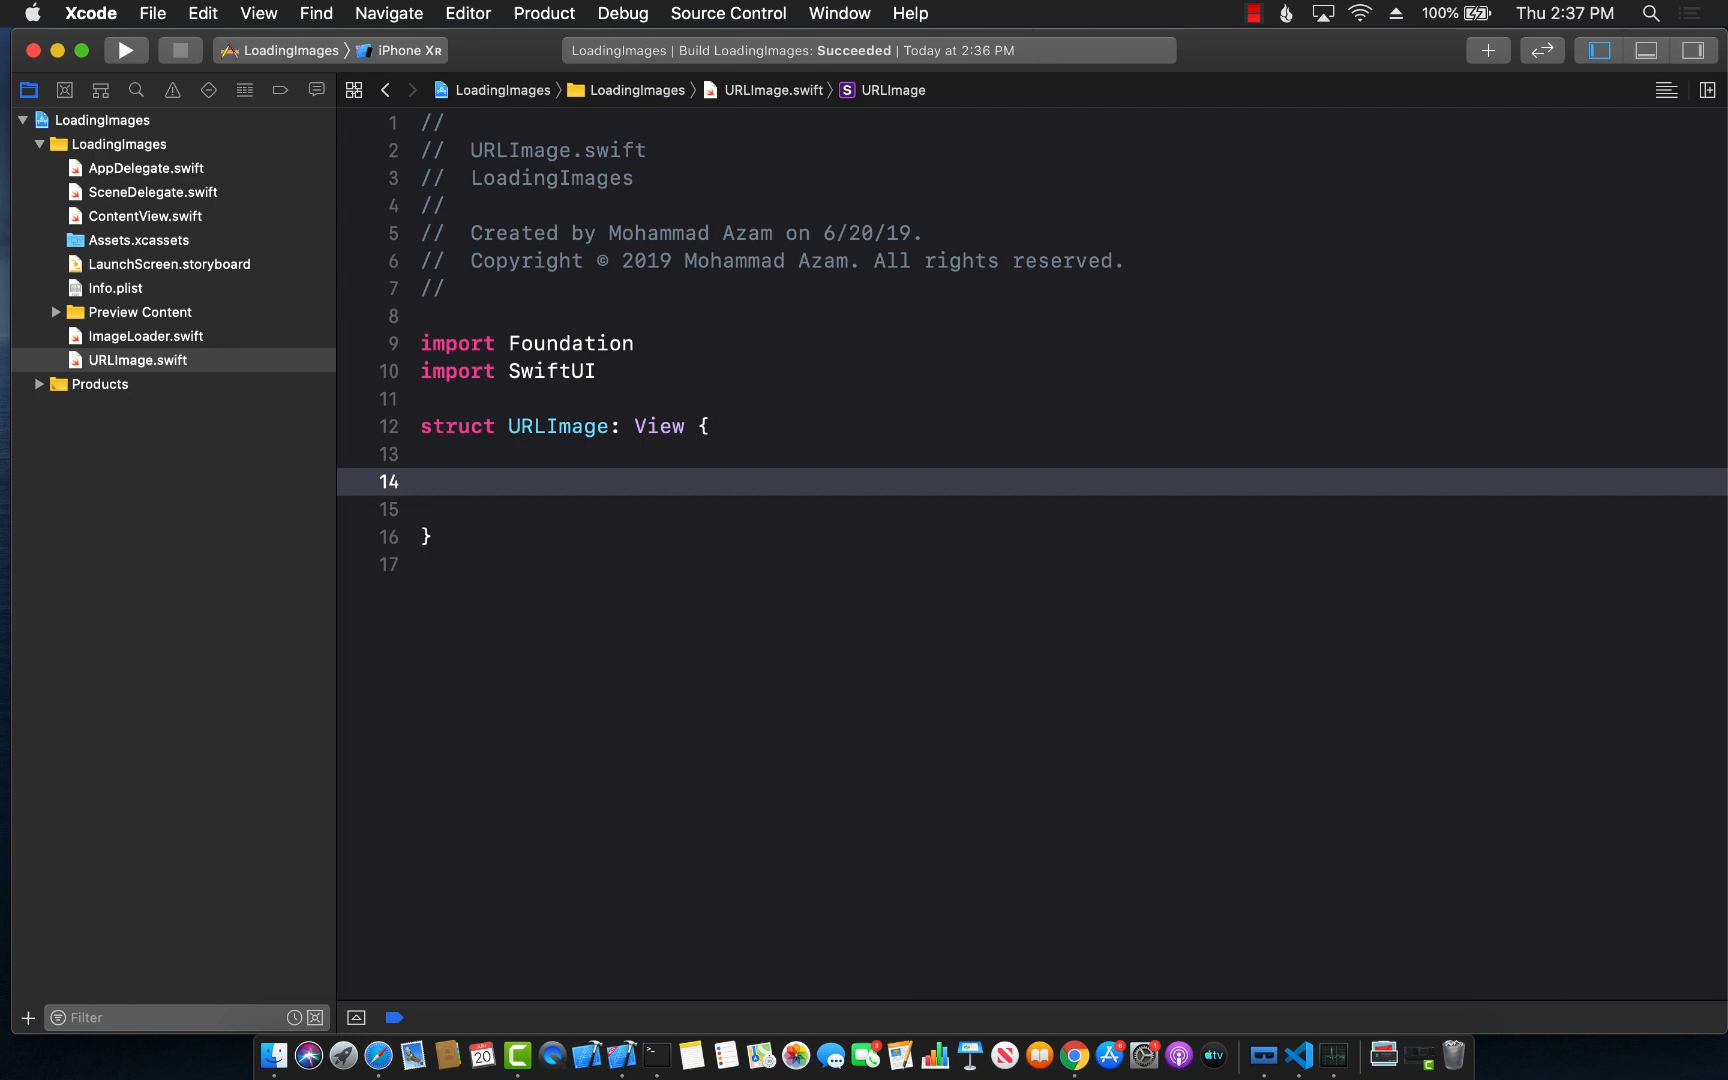 Xcode File Edit View Find Navigate Editor Product Debug Source Control Window Help 100% Thu 2:37 PM
LoadingImages 〉 iPhone XR LoadingImages | Build LoadingImages: Succeeded | Today at 2:36 PM
LoadingImages 〉 LoadingImages 〉 URLImage.swift 〉 S URLImage
LoadingImages
LoadingImages
AppDelegate.swift
SceneDelegate.swift
ContentView.swift
Assets.xcassets
LaunchScreen.storyboard
Info.plist
Preview Content
ImageLoader.swift
URLImage.swift
Products
1 //
2 // URLImage.swift
3 // LoadingImages
4 //
5 // Created by Mohammad Azam on 6/20/19.
6 // Copyright © 2019 Mohammad Azam. All rights reserved.
7 //
8
9 import Foundation
10 import SwiftUI
11
12 struct URLImage: View {
13
14
15
16 }
17
Filter
20
3
6
1
tv